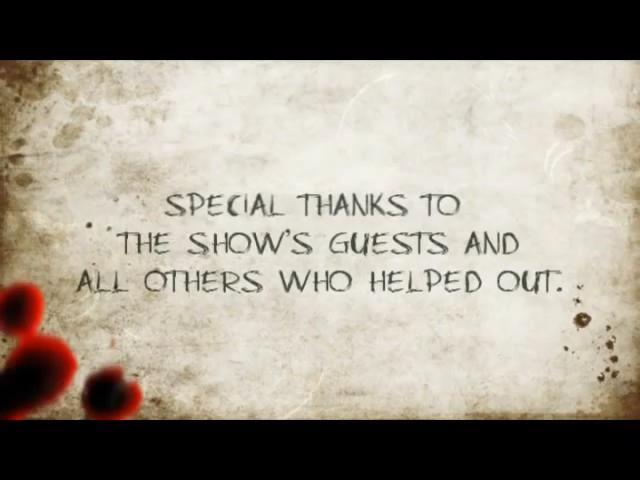 SPECIAL THANKS TO
THE SHOW'S GUESTS AND
ALL OTHERS WHO HELPED OUT.